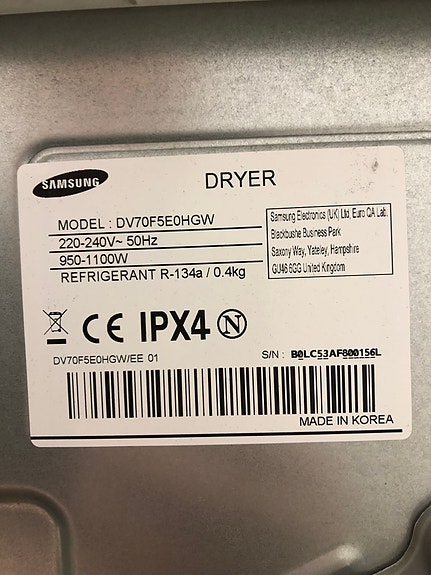 SAMSUNG
DRYER
MODEL : DV70F5E0HGW
220-240V~ 50Hz
950-1100W
REFRIGERANT R-134a / 0.4kg
Samsung Electronics (UK) Ltd, Euro QA Lab.
Blackbushe Business Park
Saxony Way, Yateley, Hampshire
GU46 6GG United Kingdom
CE IPX4 N
DV70F5E0HGW/EE 01
S/N : B0LC53AF800156L
MADE IN KOREA